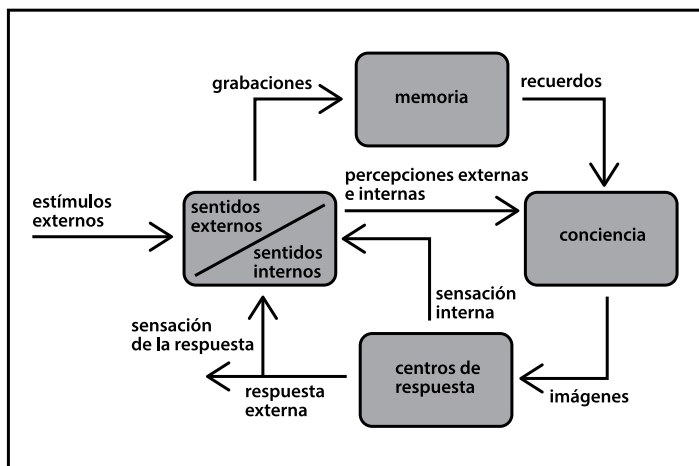 grabaciones
memoria
recuerdos
estímulos
externos
sentidos
externos
sentidos
internos
percepciones externas
e internas
conciencia
sensación
interna
sensación
de la respuesta
respuesta
externa
centros de
respuesta
imágenes